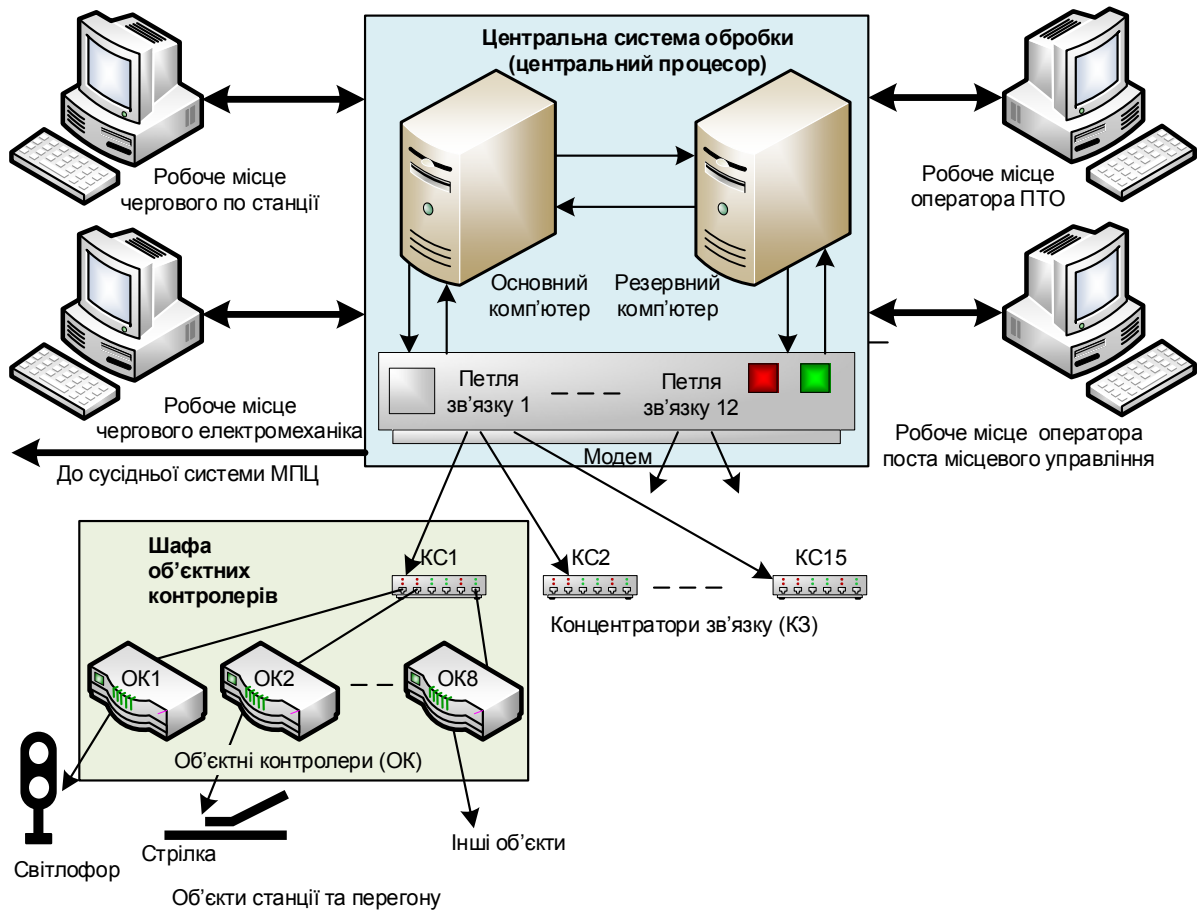 Центральна система обробки
(центральний процесор)
Робоче місце
чергового по станції
Робоче місце
оператора ПТО
Основний
комп'ютер
Резервний
комп'ютер
Петля
зв'язку 1
Петля
зв'язку 12
Робоче місце
чергового електромеханіка
Робоче місце оператора
поста місцевого управління
Модем
До сусідньої системи МПЦ
Шафа
об'єктних
контролерів
КС1
КС2
КС15
Концентратори зв'язку (КЗ)
ОК1
ОК2
ОК8
Об'єктні контролери (ОК)
Світлофор
Стрілка
Інші об'єкти
Об'єкти станції та перегону